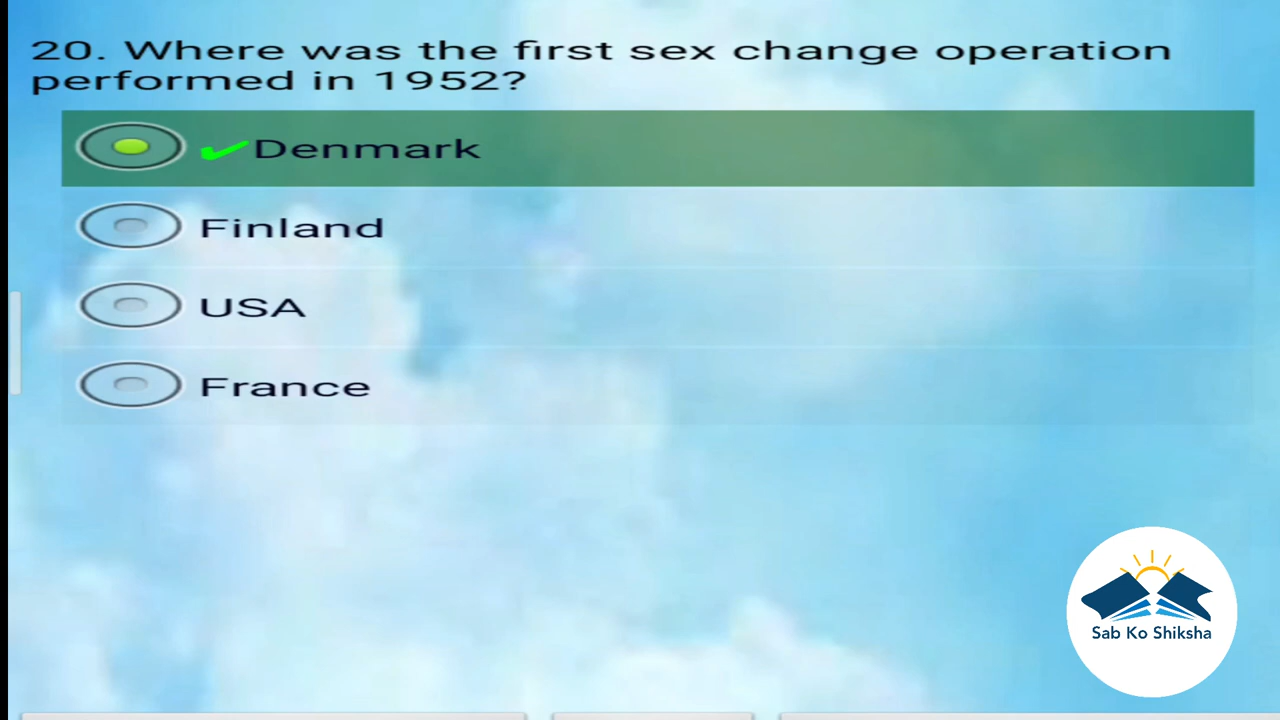 20. Where was the first sex change operation
performed in 1952?
✔Denmark
Finland
USA
France
Sab Ko Shiksha